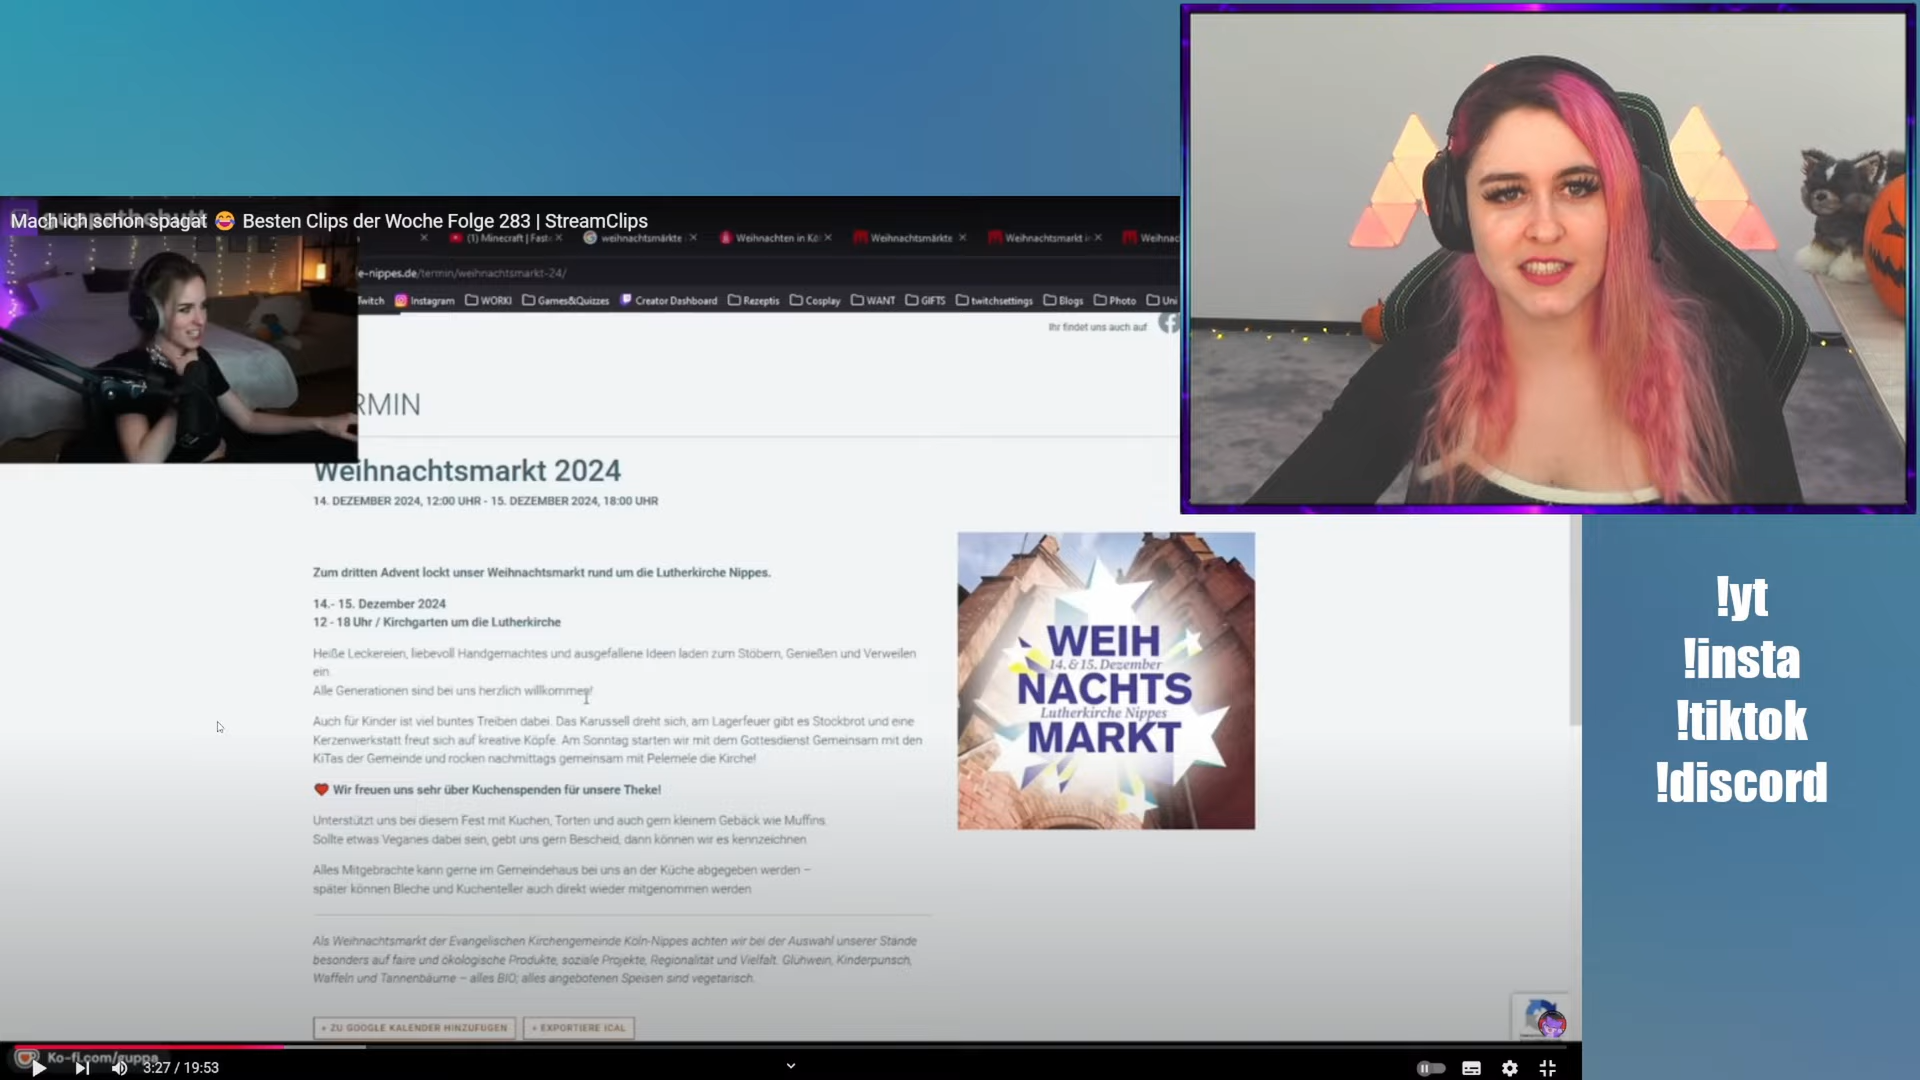 Mach ich schon spagat 😂 Besten Clips der Woche Folge 283 | StreamClips
(1) Minecraft | Fast
weihnachtsmärkte
Weihnachten in Kö
Weihnachtsmärkte
Weihnachtsmarkt in
Weihnac
e-nippes.de/termin/weihnachtsmarkt-24/
Twitch
Instagram
WORK!
Games&Quizzes
Creator Dashboard
Rezeptis
Cosplay
WANT
GIFTS
twitchsettings
Blogs
Photo
Uni
Ihr findet uns auch auf
RMIN
Weihnachtsmarkt 2024
14. DEZEMBER 2024, 12:00 UHR - 15. DEZEMBER 2024, 18:00 UHR
Zum dritten Advent lockt unser Weihnachtsmarkt rund um die Lutherkirche Nippes.
14.- 15. Dezember 2024
12 - 18 Uhr / Kirchgarten um die Lutherkirche
Heiße Leckereien, liebevoll Handgemachtes und ausgefallene Ideen laden zum Stöbern, Genießen und Verweilen
ein.
Alle Generationen sind bei uns herzlich willkommen!
Auch für Kinder ist viel buntes Treiben dabei. Das Karussell dreht sich, am Lagerfeuer gibt es Stockbrot und eine
Kerzenwerkstatt freut sich auf kreative Köpfe. Am Sonntag starten wir mit dem Gottesdienst Gemeinsam mit den
KiTas der Gemeinde und rocken nachmittags gemeinsam mit Pelemele die Kirche!
❤ Wir freuen uns sehr über Kuchenspenden für unsere Theke!
Unterstützt uns bei diesem Fest mit Kuchen, Torten und auch gern kleinem Gebäck wie Muffins.
Sollte etwas Veganes dabei sein, gebt uns gern Bescheid, dann können wir es kennzeichnen
Alles Mitgebrachte kann gerne im Gemeindehaus bei uns an der Küche abgegeben werden –
später können Bleche und Kuchenteller auch direkt wieder mitgenommen werden
Als Weihnachtsmarkt der Evangelischen Kirchengemeinde Köln-Nippes achten wir bei der Auswahl unserer Stände
besonders auf faire und ökologische Produkte, soziale Projekte, Regionalität und Vielfalt. Glühwein, Kinderpunsch,
Waffeln und Tannenbäume – alles BIO; alles angebotenen Speisen sind vegetarisch.
+ ZU GOOGLE KALENDER HINZUFÜGEN
+ EXPORTIERE ICAL
WEIH
14. & 15. Dezember
NACHTS
Lutherkirche Nippes
MARKT
!yt
!insta
!tiktok
!discord
Ko-fi.com/guppa
3:27 / 19:53